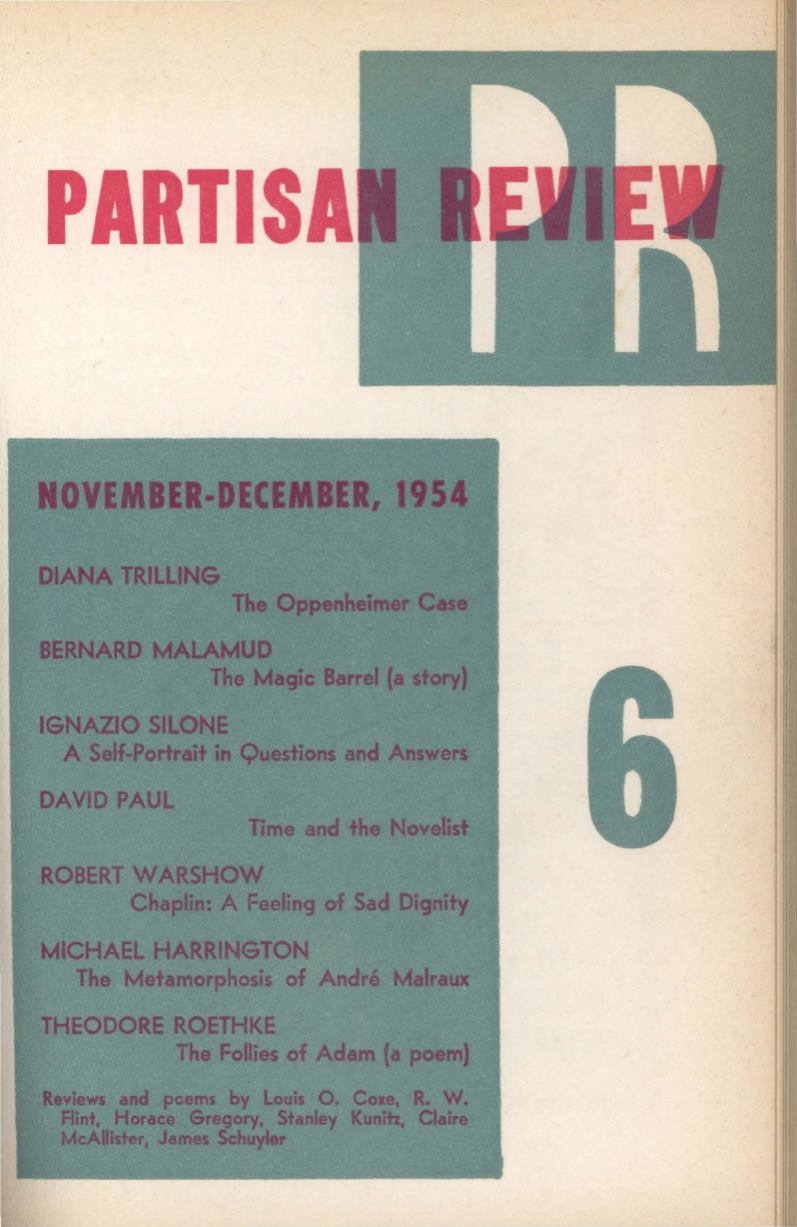 PR
PARTISAN REVIEW
NOVEMBER-DECEMBER, 1954
DIANA TRILLING
The Oppenheimer Case
BERNARD MALAMUD
The Magic Barrel (a story)
IGNAZIO SILONE
A Self-Portrait in Questions and Answers
DAVID PAUL
Time and the Novelist
ROBERT WARSHOW
Chaplin: A Feeling of Sad Dignity
MICHAEL HARRINGTON
The Metamorphosis of André Malraux
THEODORE ROETHKE
The Follies of Adam (a poem)
Reviews and poems by Louis O. Coxe, R. W.
Flint, Horace Gregory, Stanley Kunitz, Claire
McAllister, James Schuyler
6